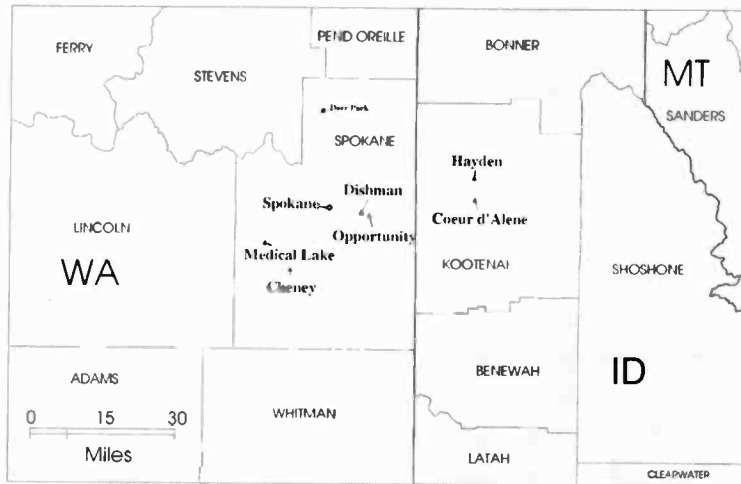 PEND OREILLE
BONNER
FERRY
STEVENS
MT
SANDERS
Deer Park
SPOKANE
Hayden
Dishman
Spokane
Coeur d'Alene
LINCOLN
Opportunity
Medical Lake
KOOTENAI
SHOSHONE
WA
Cheney
ADAMS
BENEWAH
ID
0 15 30
WHITMAN
Miles
LATAH
CLEARWATER